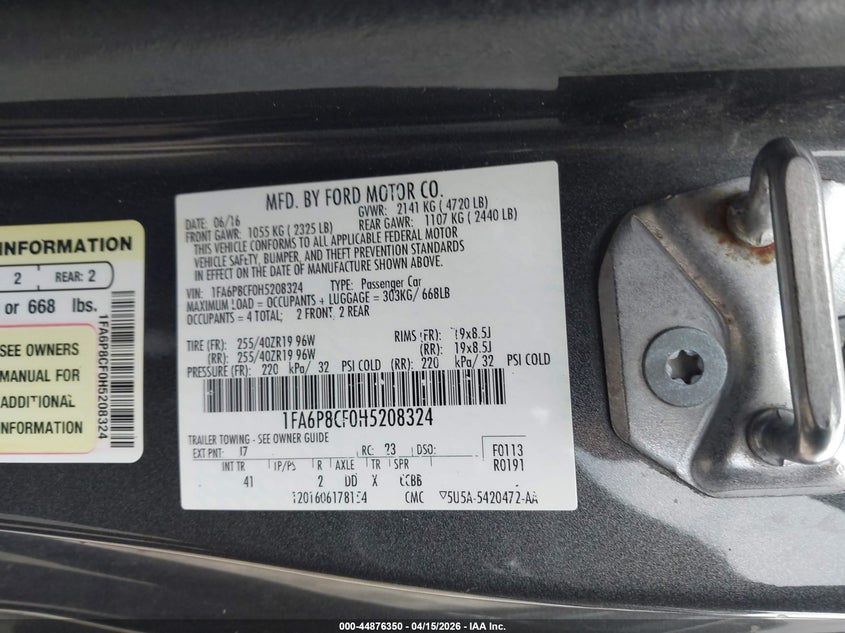 INFORMATION
2 REAR: 2
or 668 lbs.
SEE OWNERS
MANUAL FOR
ADDITIONAL
INFORMATION
1FA6P8CF0H5208324
MFD. BY FORD MOTOR CO.
DATE: 06/16 GVWR: 2141 KG ( 4720 LB)
FRONT GAWR: 1055 KG ( 2325 LB) REAR GAWR: 1107 KG ( 2440 LB)
THIS VEHICLE CONFORMS TO ALL APPLICABLE FEDERAL MOTOR
VEHICLE SAFETY, BUMPER, AND THEFT PREVENTION STANDARDS
IN EFFECT ON THE DATE OF MANUFACTURE SHOWN ABOVE.
VIN: 1FA6P8CF0H5208324 TYPE: Passenger Car
MAXIMUM LOAD = OCCUPANTS + LUGGAGE = 303KG/ 668LB
OCCUPANTS = 4 TOTAL; 2 FRONT, 2 REAR
TIRE (FR): 255/40ZR19 96W RIMS (FR): 19x8.5J
(RR): 255/40ZR19 96W (RR): 19x8.5J
PRESSURE (FR): 220 kPa/ 32 PSI COLD (RR): 220 kPa/ 32 PSI COLD
1FA6P8CF0H5208324
TRAILER TOWING - SEE OWNER GUIDE
EXT PNT: J7 RC: 23 DSO: F0113
INT TR TP/PS R AXLE TR SPR R0191
41 2 DD X CCBB
CMC 5U5A-5420472-AA
000-44876350 - 04/15/2026 - IAA Inc.